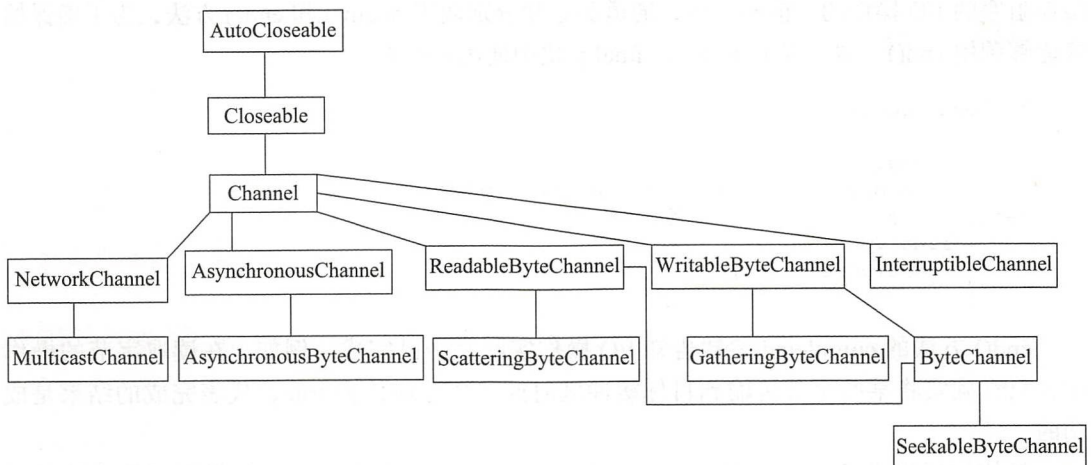 AutoCloseable
Closeable
Channel
NetworkChannel
AsynchronousChannel
ReadableByteChannel
WritableByteChannel
InterruptibleChannel
MulticastChannel
AsynchronousByteChannel
ScatteringByteChannel
GatheringByteChannel
ByteChannel
SeekableByteChannel